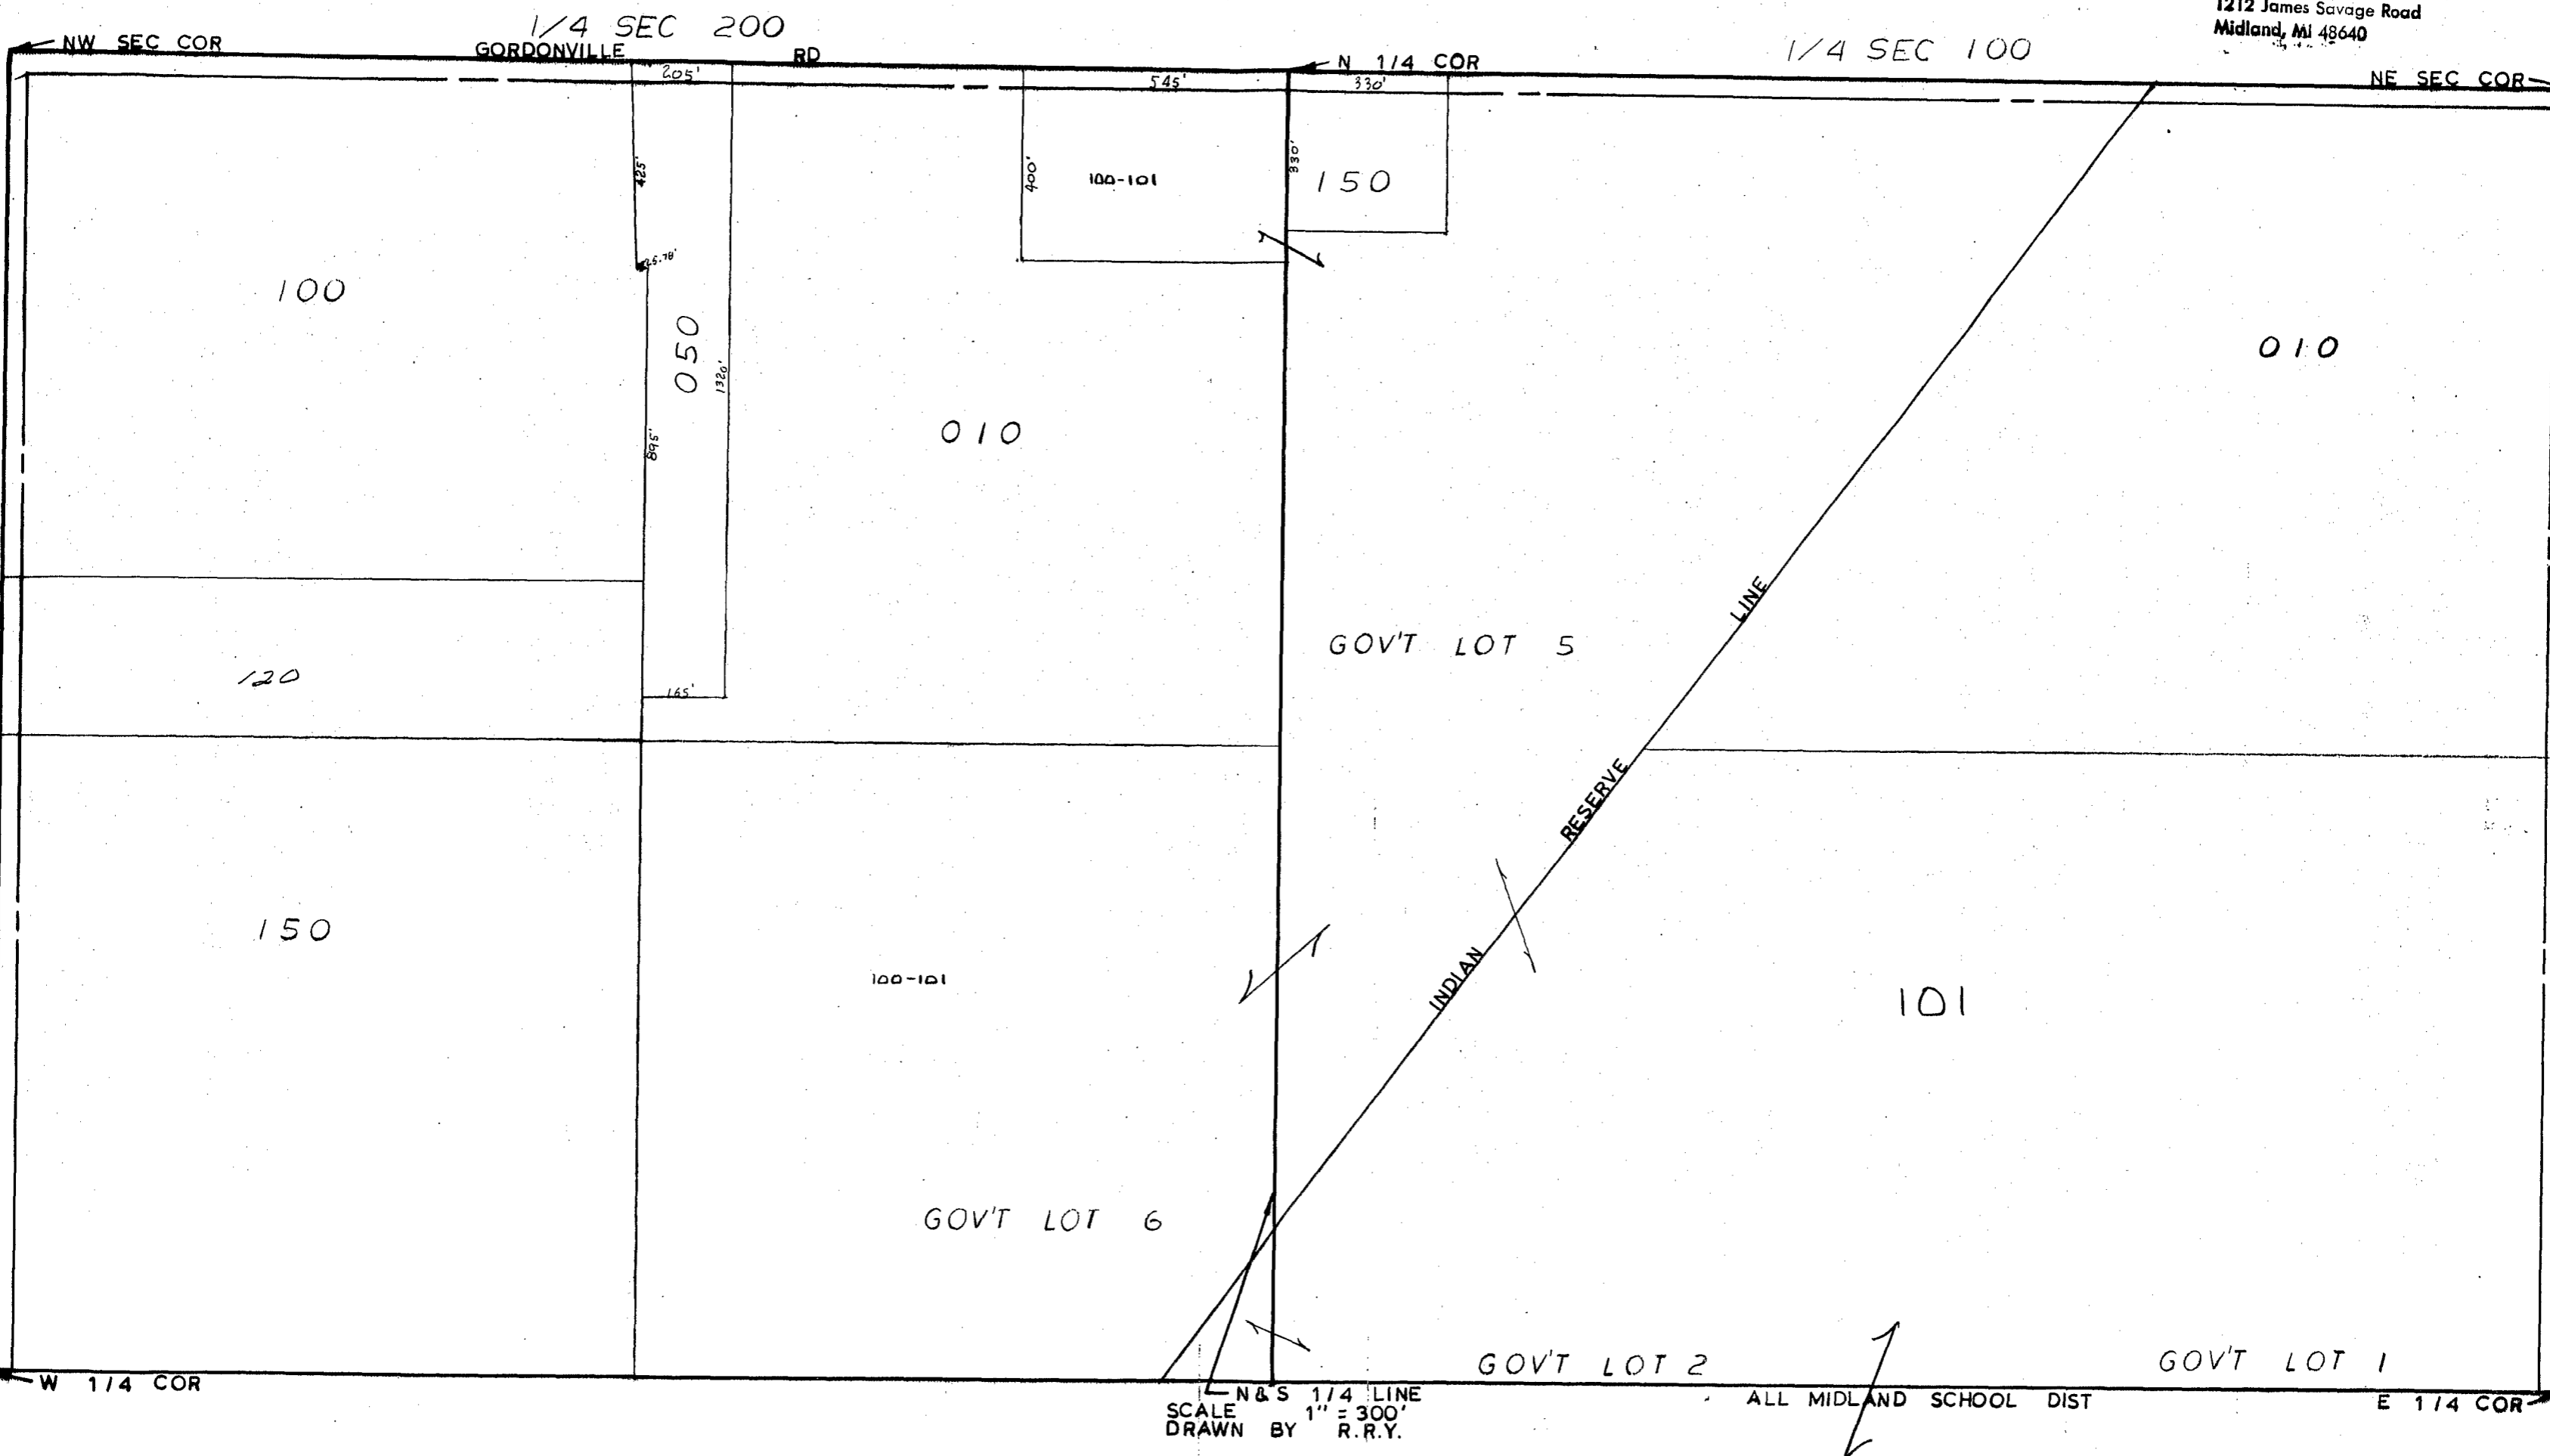 1212 James Savage Road
Midland, MI 48640
1/4 SEC 200
1/4 SEC 100
NW SEC COR
GORDONVILLE RD
N 1/4 COR
NE SEC COR
205'
545'
330'
425'
400'
100-101
330'
150
25.78'
100
050
1320'
010
010
895'
LINE
GOV'T LOT 5
120
165'
RESERVE
150
100-101
INDIAN
101
GOV'T LOT 6
GOV'T LOT 2
GOV'T LOT 1
W 1/4 COR
N & S 1/4 LINE
ALL MIDLAND SCHOOL DIST
E 1/4 COR
SCALE 1" = 300'
DRAWN BY R.R.Y.